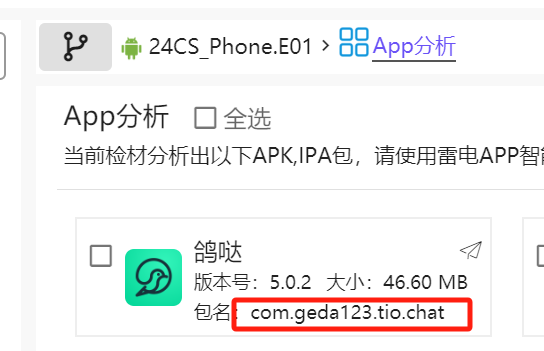 24CS_Phone.E01 > App分析
App分析 全选
当前检材分析出以下APK,IPA包，请使用雷电APP智
鸽哒
版本号：5.0.2 大小：46.60 MB
包名：com.geda123.tio.chat